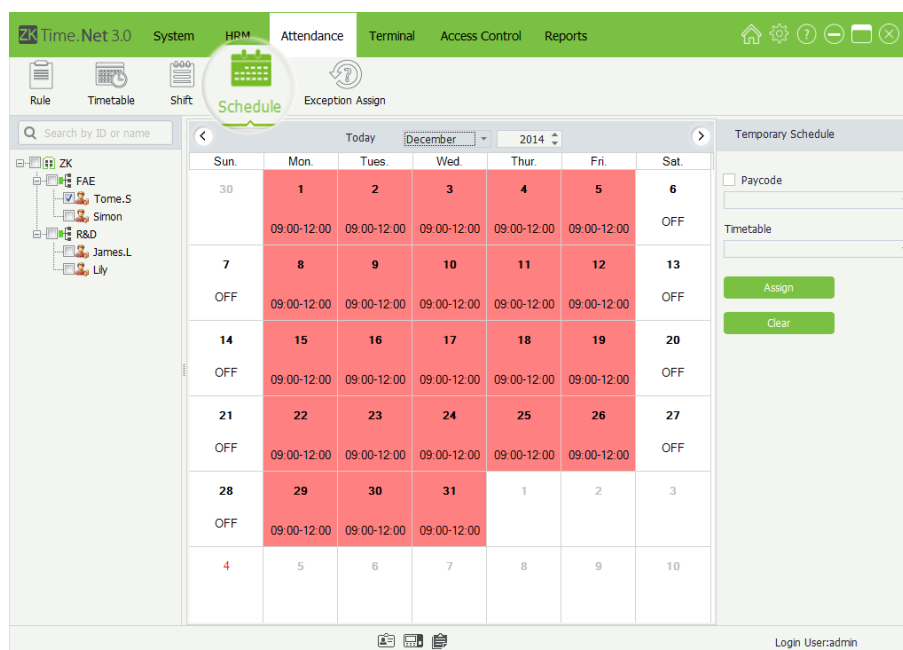 ZK Time.Net 3.0 System HRM Attendance Terminal Access Control Reports
Rule Timetable Shift Schedule Exception Assign
Search by ID or name
ZK
FAE
Tome.S
Simon
R&D
James.L
Lily
Today December 2014
Sun. Mon. Tues. Wed. Thur. Fri. Sat.
30 1 2 3 4 5 6
09:00-12:00 09:00-12:00 09:00-12:00 09:00-12:00 09:00-12:00 OFF
7 8 9 10 11 12 13
OFF 09:00-12:00 09:00-12:00 09:00-12:00 09:00-12:00 09:00-12:00 OFF
14 15 16 17 18 19 20
OFF 09:00-12:00 09:00-12:00 09:00-12:00 09:00-12:00 09:00-12:00 OFF
21 22 23 24 25 26 27
OFF 09:00-12:00 09:00-12:00 09:00-12:00 09:00-12:00 09:00-12:00 OFF
28 29 30 31 1 2 3
OFF 09:00-12:00 09:00-12:00 09:00-12:00
4 5 6 7 8 9 10
Temporary Schedule
Paycode
Timetable
Assign
Clear
Login User:admin